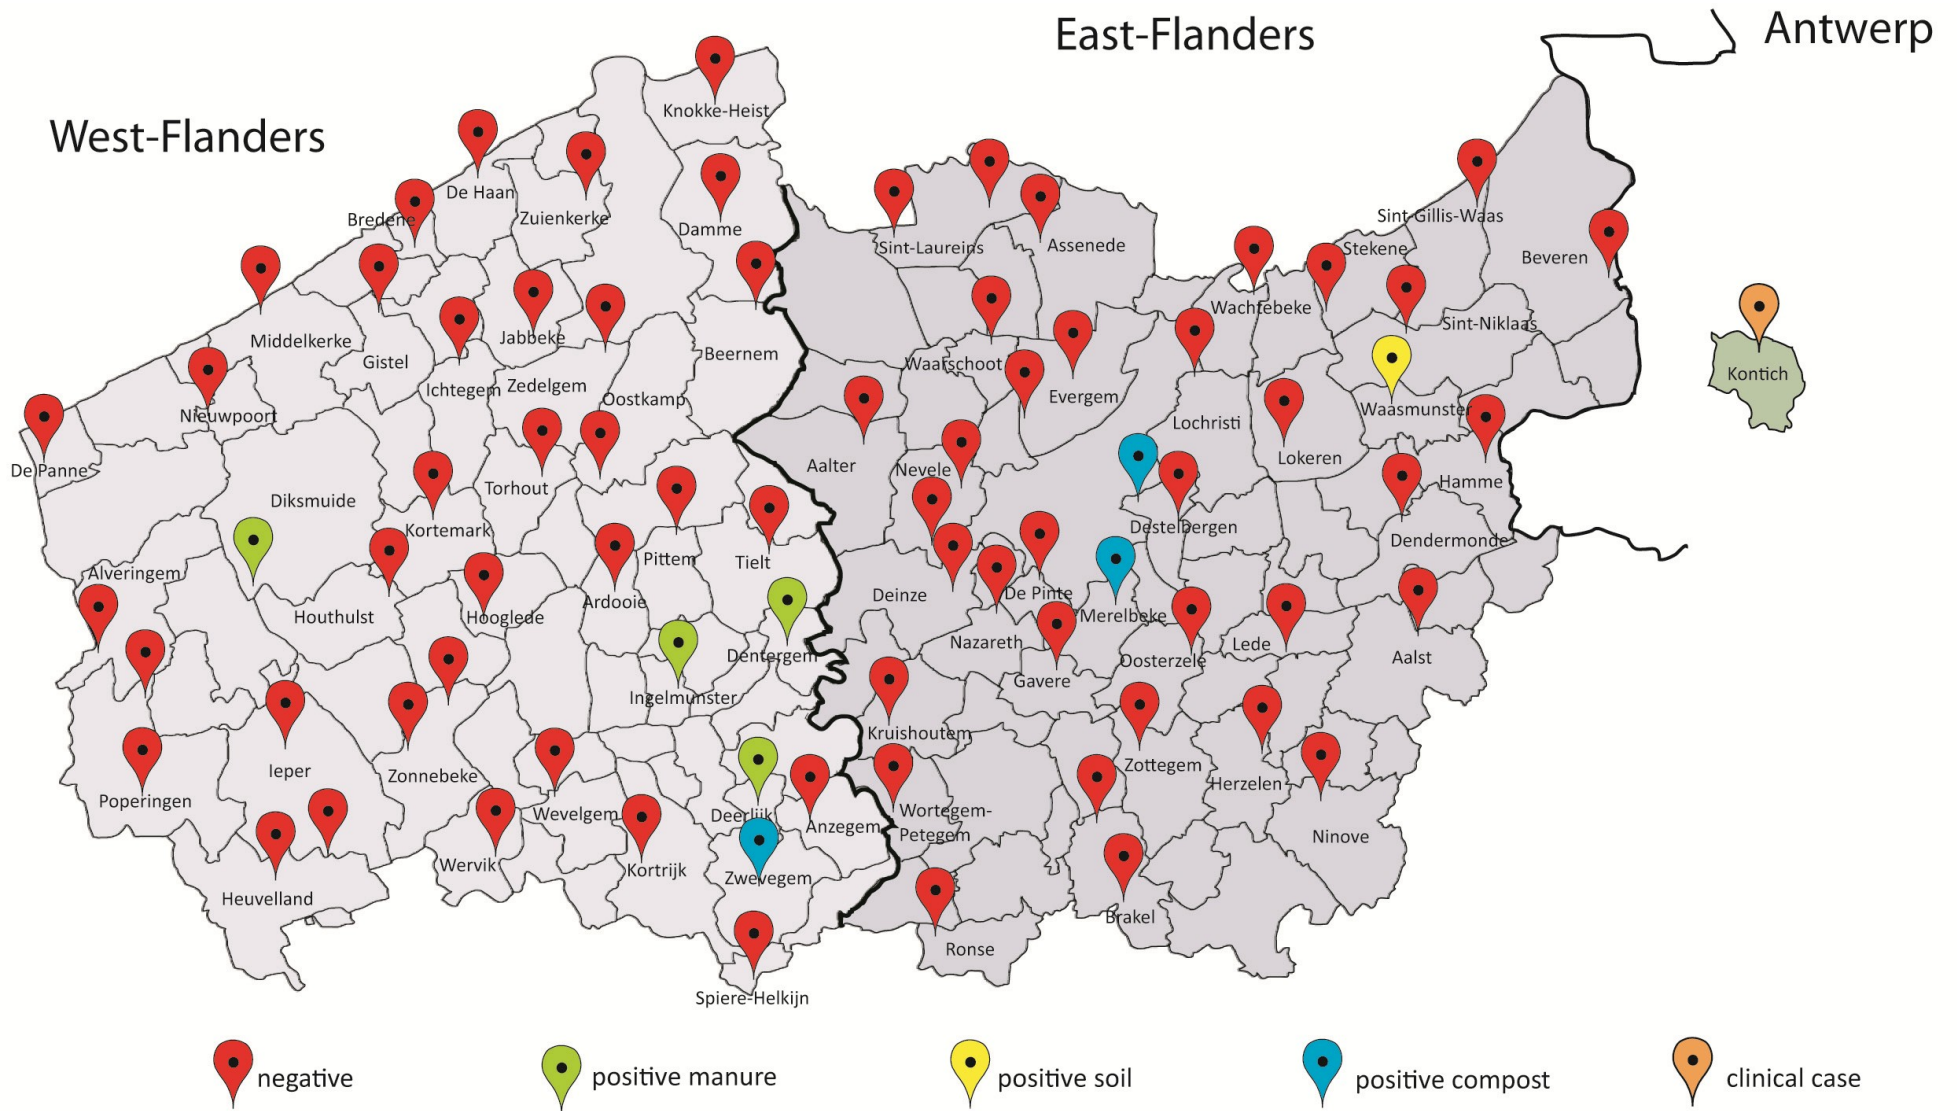 East-Flanders
Antwerp
West-Flanders
Knokke-Heist
De Haan
Bredene
Zuienkerke
Damme
Sint-Laureins
Assenede
Sint-Gillis-Waas
Stekene
Beveren
Wachtebeke
Middelkerke
Gistel
Jabbeke
Beernem
Sint-Niklaas
Waarschoot
Kontich
Ichtegem
Zedelgem
Oostkamp
Evergem
Waasmunster
Nieuwpoort
Lochristi
De Panne
Aalter
Nevele
Lokeren
Hamme
Diksmuide
Torhout
Kortemark
Destelbergen
Dendermonde
Alveringem
Pittem
Tielt
Houthulst
Hooglede
Ardooie
Deinze
De Pinte
Merelbeke
Nazareth
Lede
Aalst
Dentergem
Oosterzele
Gavere
Ingelmunster
Kruishoutem
Ieper
Zonnebeke
Zottegem
Herzelen
Poperingen
Wevelgem
Deerlijk
Anzegem
Wortegem-
Petegem
Ninove
Wervik
Kortrijk
Zwevegem
Heuvelland
Brakel
Ronse
Spiere-Helkijn
negative
positive manure
positive soil
positive compost
clinical case